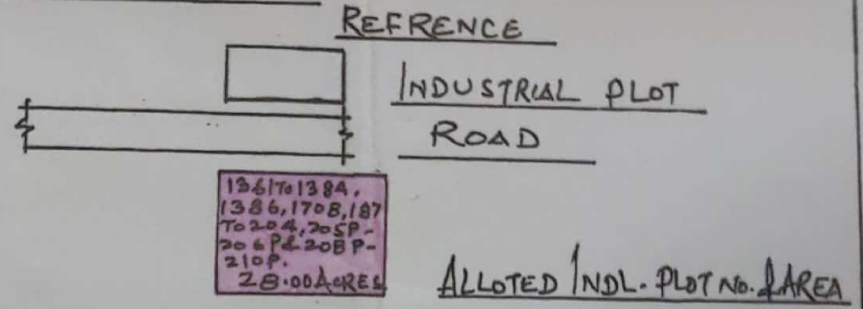 REFRENCE
INDUSTRIAL PLOT
ROAD
1361To1384,
1386,1708,187
To204,205P-
206P&208P-
210P.
28.00ACRES
ALLOTED INDL. PLOT NO. & AREA